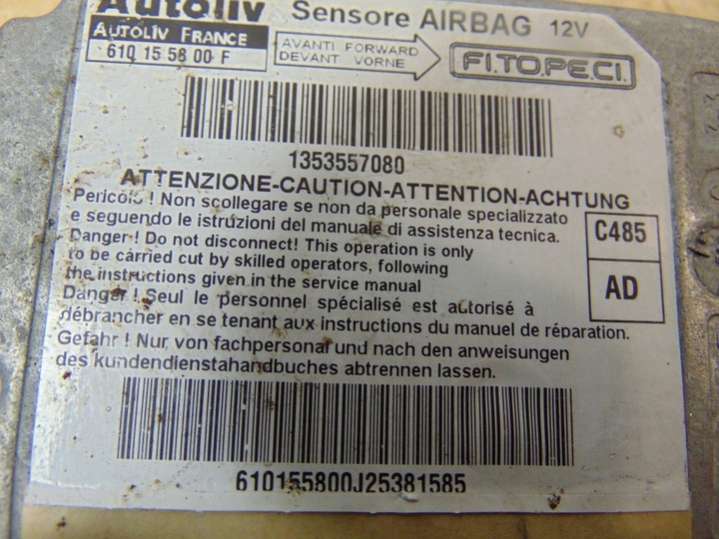 Autoliv Sensore AIRBAG 12V
AUTOLIV FRANCE
610 15 58 00 F
AVANTI FORWARD
DEVANT VORNE
FI.TO.PE.CI.
1353557080
ATTENZIONE-CAUTION-ATTENTION-ACHTUNG
Pericolo ! Non scollegare se non da personale specializzato
e seguendo le istruzioni del manuale di assistenza tecnica.
Danger ! Do not disconnect! This operation is only
to be carried cut by skilled operators, following
the instructions given in the service manual
Danger ! Seul le personnel spécialisé est autorisé à
débrancher en se tenant aux instructions du manuel de réparation.
Gefahr ! Nur von fachpersonal und nach den anweisungen
des kundendienstahandbuches abtrennen lassen.
C485
AD
610155800J25381585